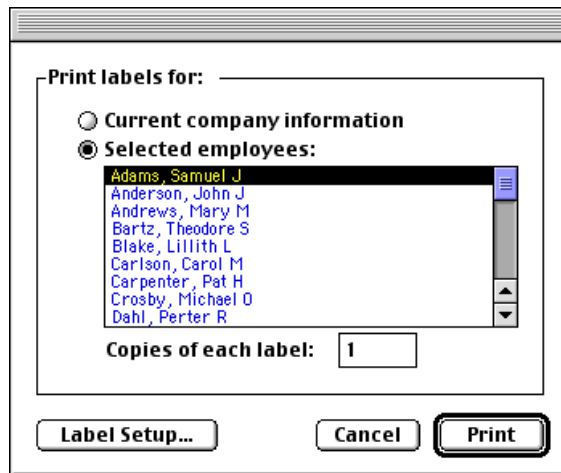 Print labels for:
Current company information
Selected employees:
Adams, Samuel J
Anderson, John J
Andrews, Mary M
Bartz, Theodore S
Blake, Lillith L
Carlson, Carol M
Carpenter, Pat H
Crosby, Michael O
Dahl, Perter R
Copies of each label: 1
Label Setup... Cancel Print